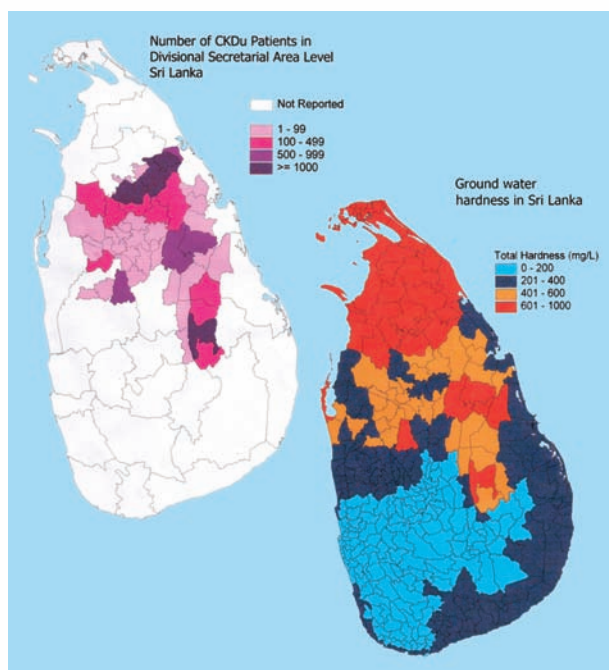 Number of CKDu Patients in
Divisional Secretarial Area Level
Sri Lanka
Not Reported
1 - 99
100 - 499
500 - 999
>= 1000
Ground water
hardness in Sri Lanka
Total Hardness (mg/L)
0 - 200
201 - 400
401 - 600
601 - 1000